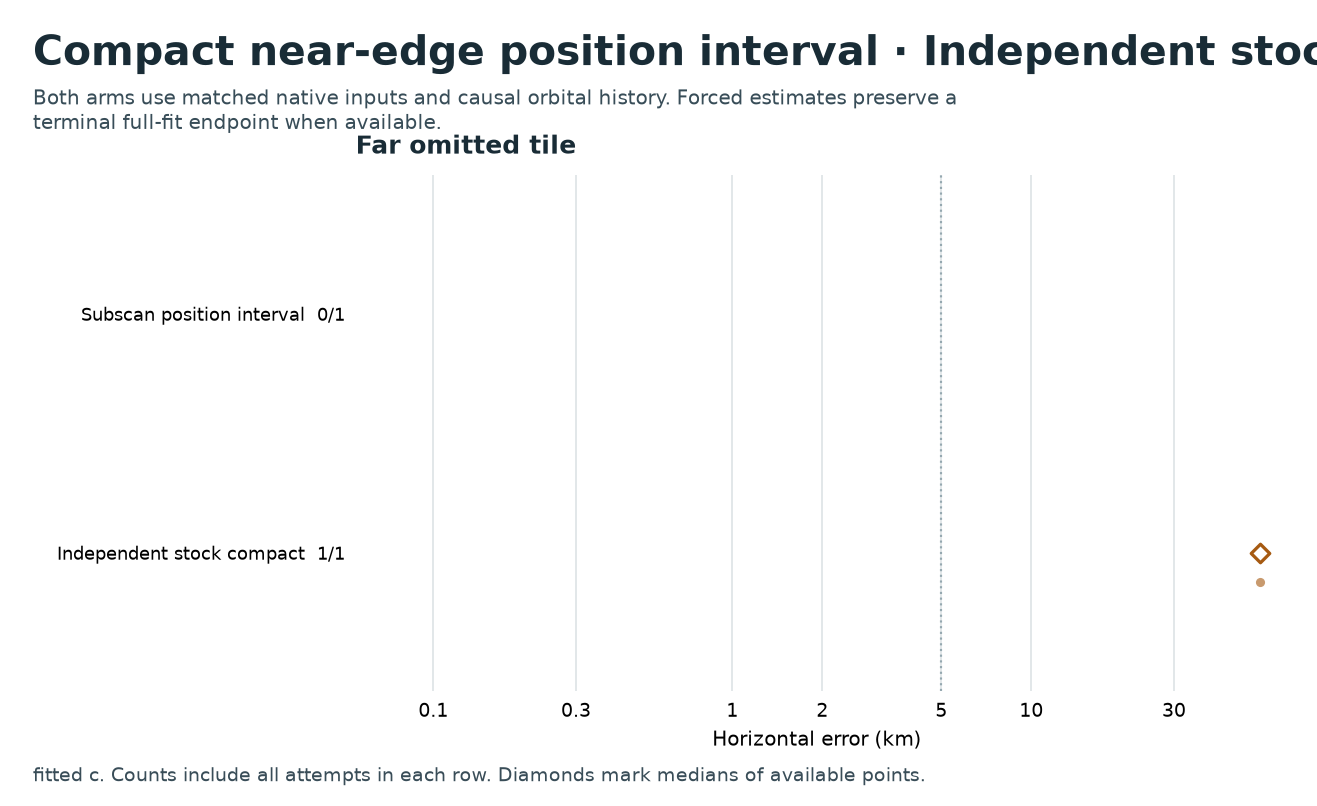 Compact near-edge position interval · Independent stoc
Both arms use matched native inputs and causal orbital history. Forced estimates preserve a
terminal full-fit endpoint when available.
Far omitted tile
Subscan position interval 0/1
Independent stock compact 1/1
0.1 0.3 1 2 5 10 30
Horizontal error (km)
fitted c. Counts include all attempts in each row. Diamonds mark medians of available points.